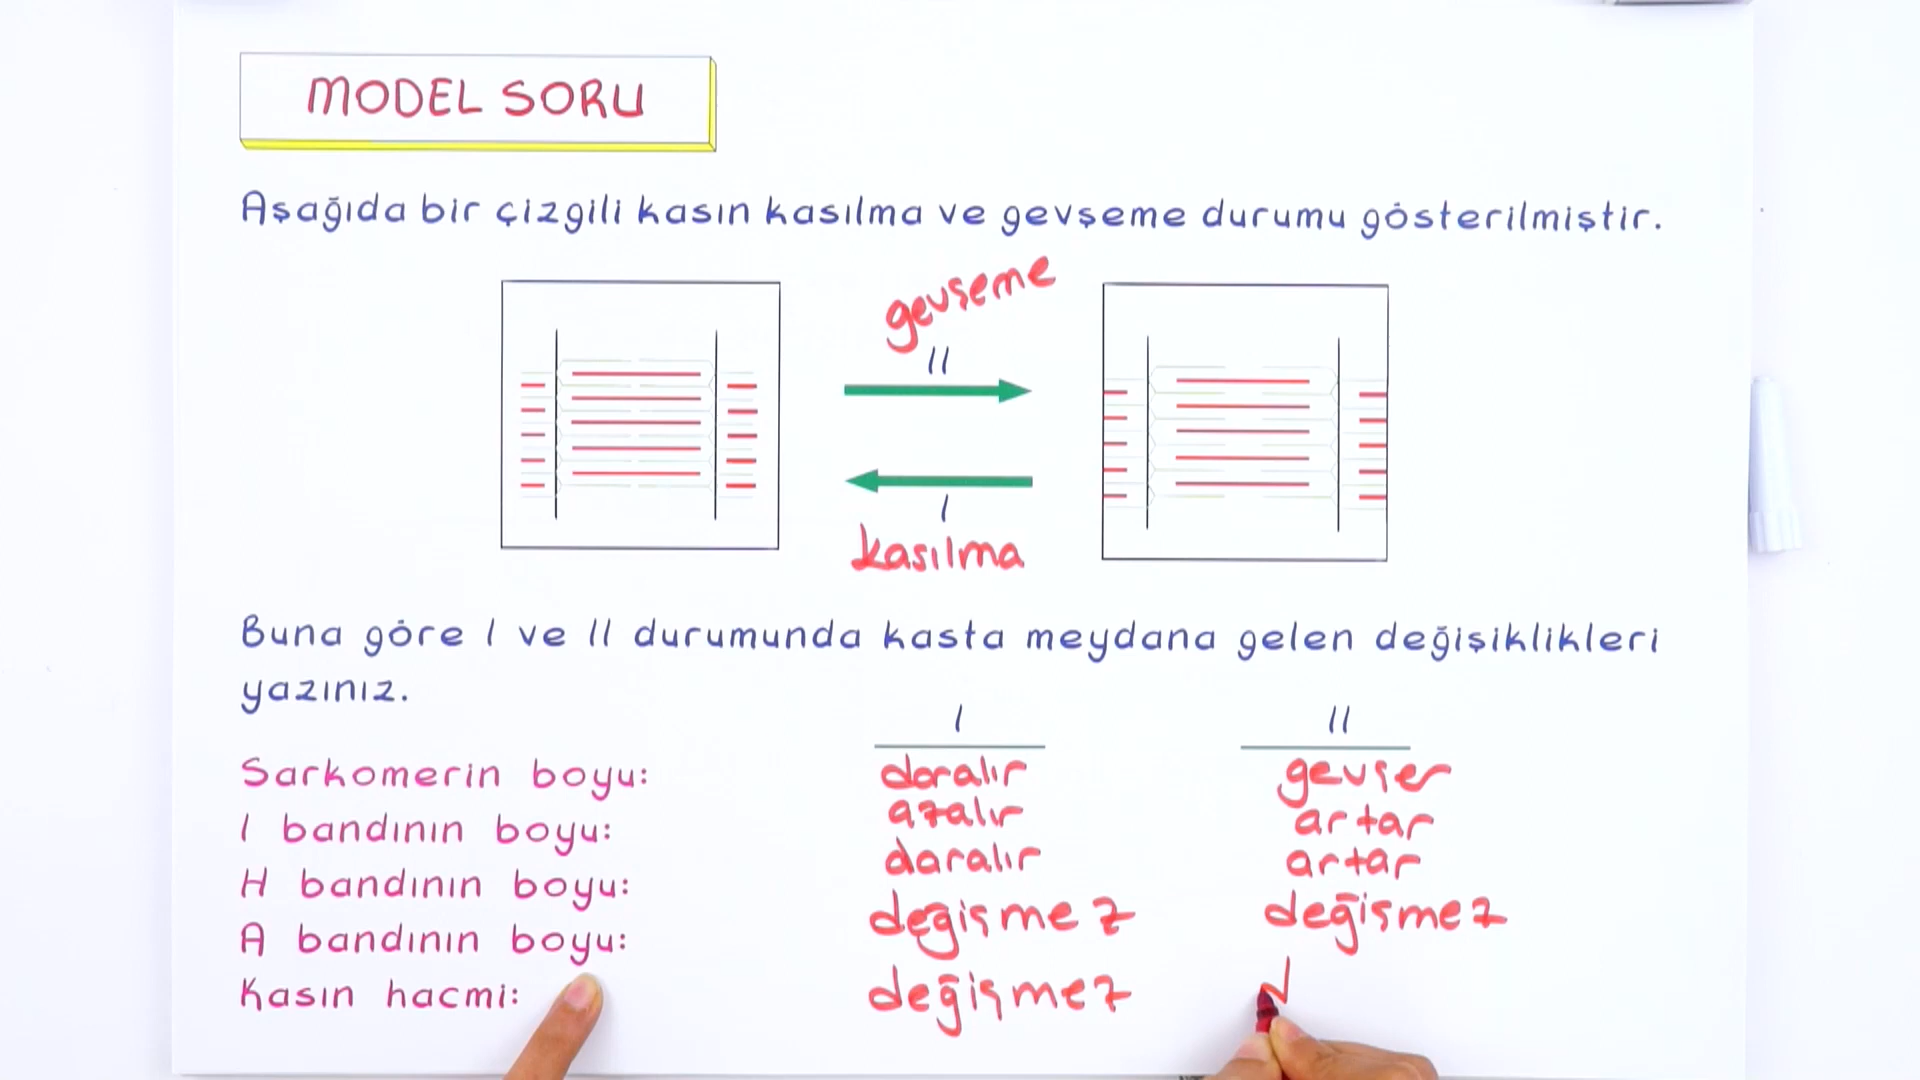 MODEL SORU
Aşağıda bir çizgili kasın kasılma ve gevşeme durumu gösterilmiştir.
gevşeme
II
I
kasılma
Buna göre I ve II durumunda kasta meydana gelen değişiklikleri
yazınız.
I II
Sarkomerin boyu: daralır gevşer
I bandının boyu: azalır artar
H bandının boyu: daralır artar
A bandının boyu: değişmez değişmez
Kasın hacmi: değişmez